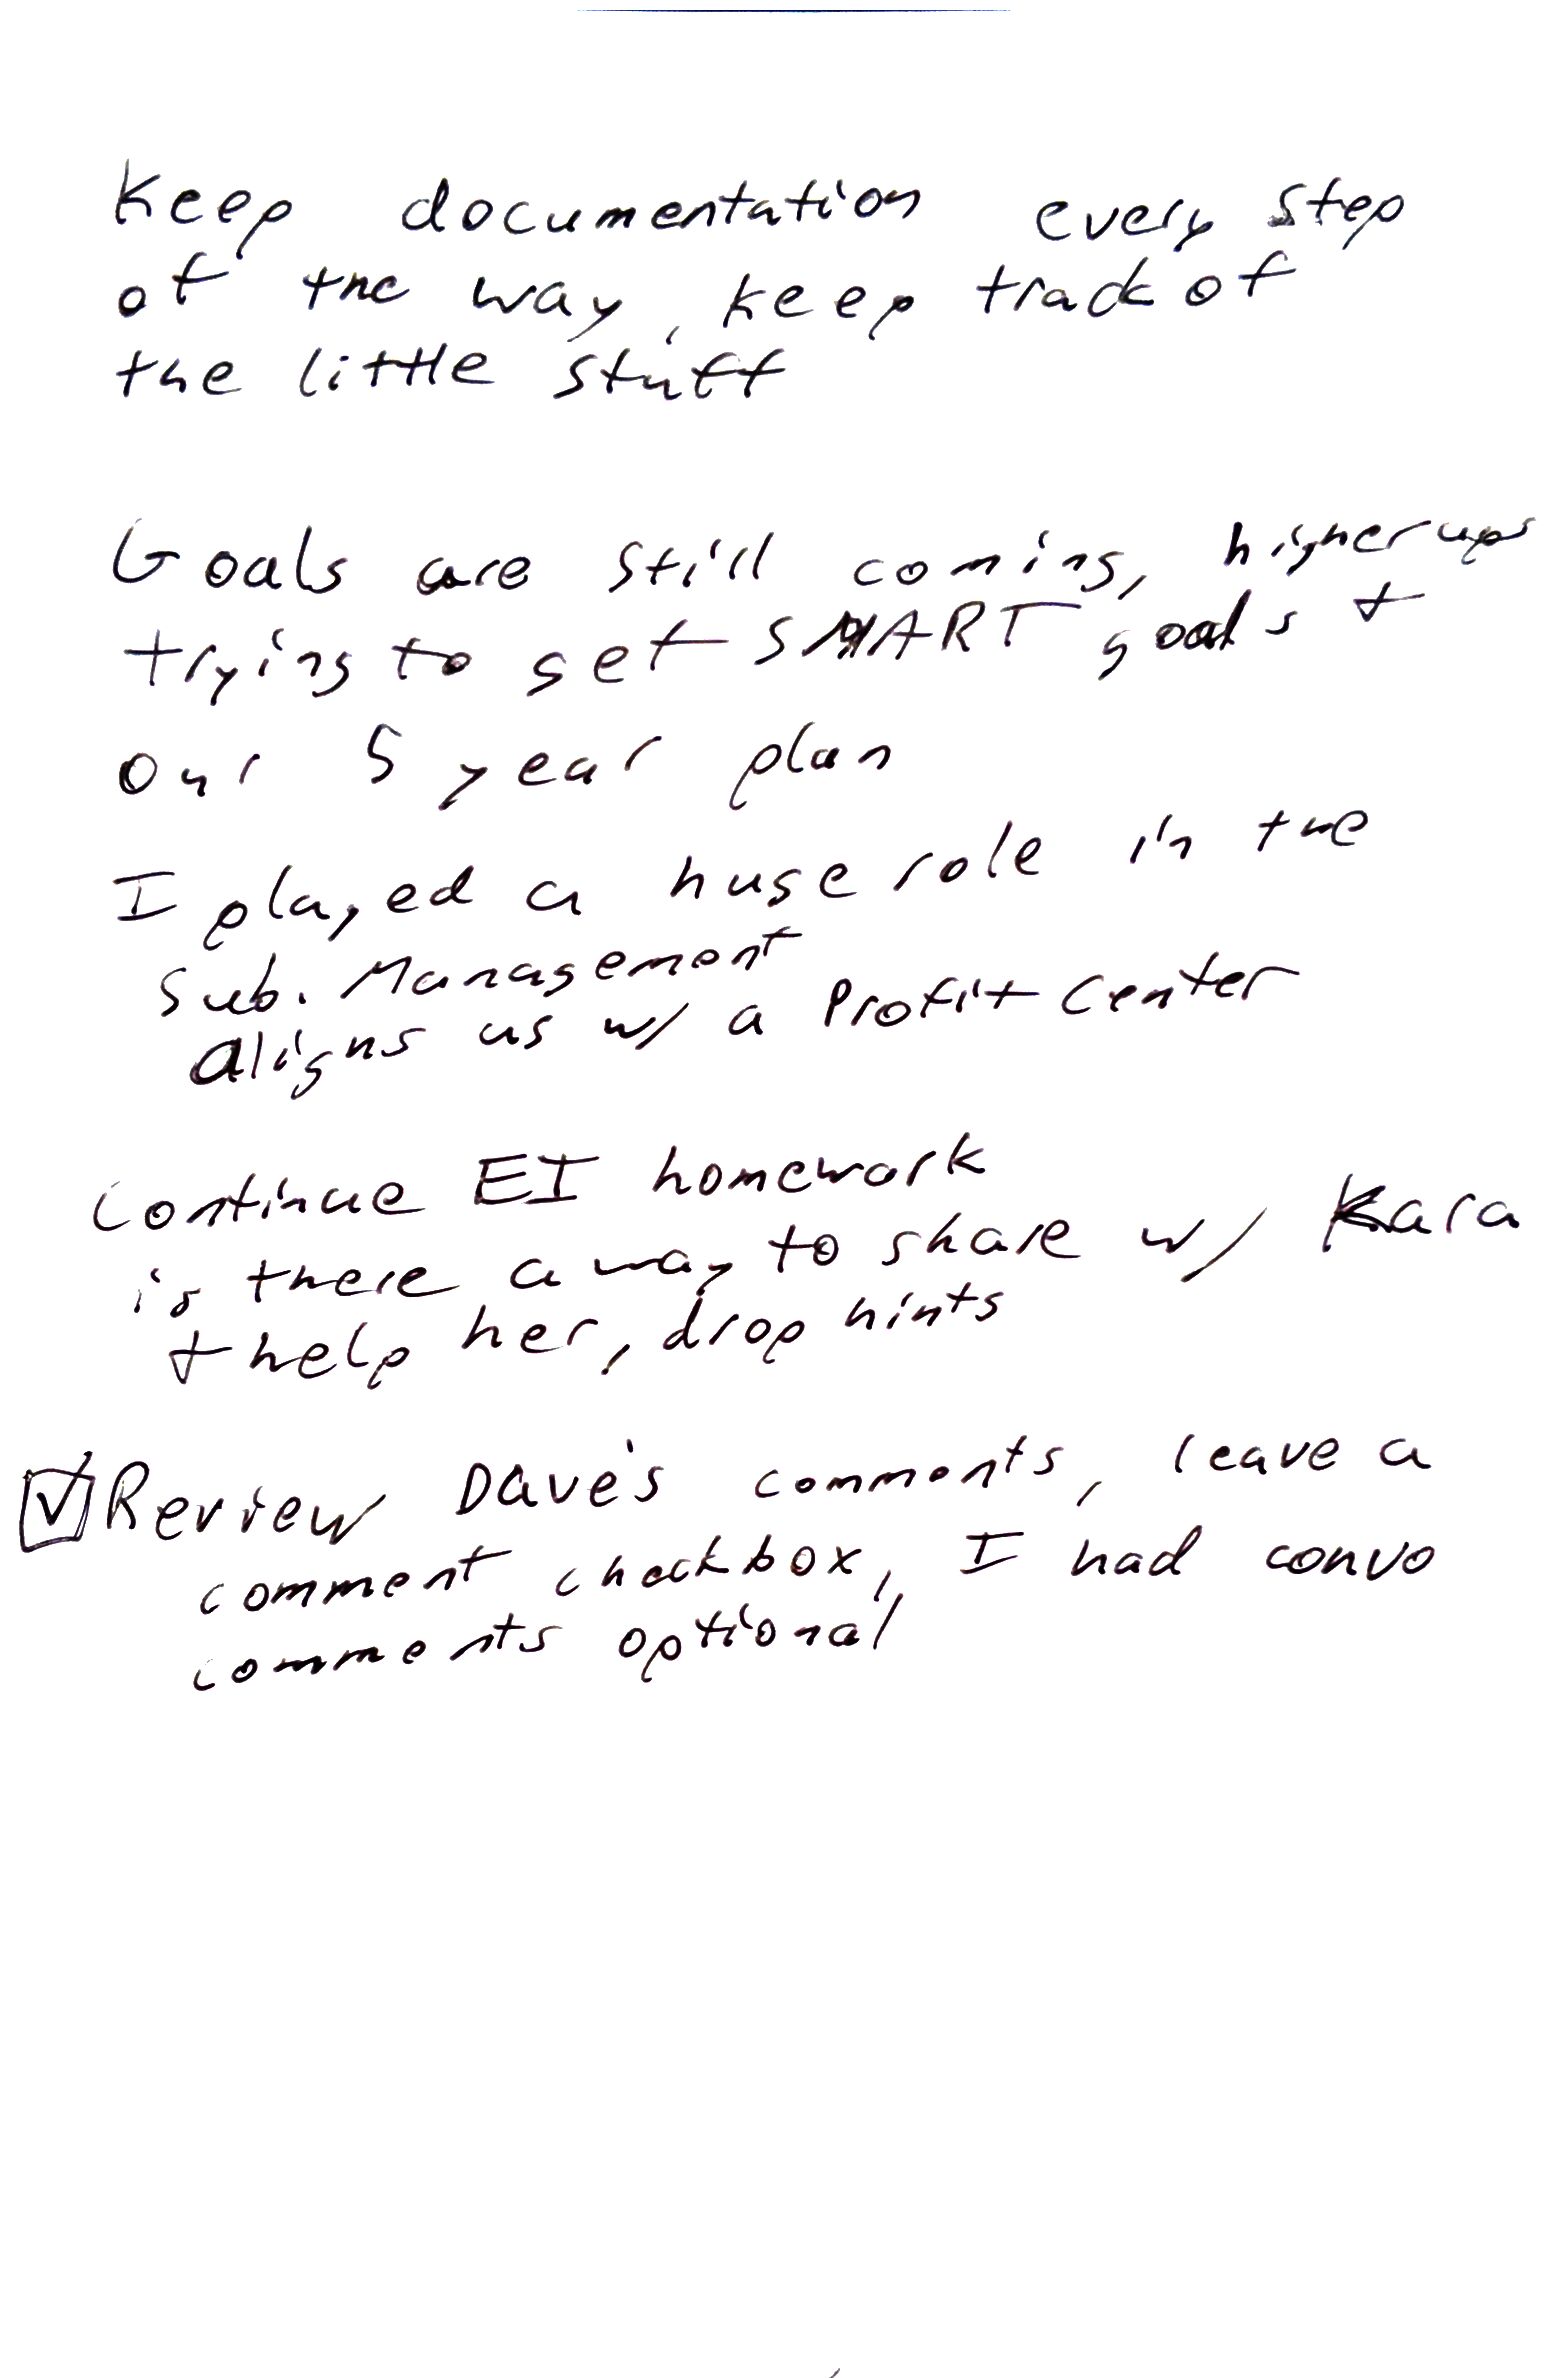 Keep documentation every step
of the way, keep track of
the little stuff
Goals are still coming, higher ups
trying to set SMART goals +
our 5 year plan
I played a huge role in the
Sub. Management
aligns us w/ a Profit Center
Continue EI homework
is there a way to share w/ Kara
+ help her, drop hints
☑ Review Dave's comments, leave a
comment checkbox, I had convo
comments optional